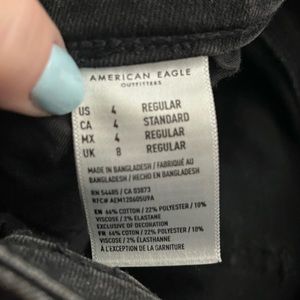 AMERICAN EAGLE
OUTFITTERS
US 4 REGULAR
CA 4 STANDARD
MX 4 REGULAR
UK 8 REGULAR
MADE IN BANGLADESH / FABRIQUÉ AU
BANGLADESH / HECHO EN BANGLADESH
RN 54485 / CA 03873
RFC# AEM120605U9A
EN 66% COTTON / 22% POLYESTER / 10%
VISCOSE / 2% ELASTANE
EXCLUSIVE OF DECORATION
FR 66% COTON / 22% POLYESTER / 10%
VISCOSE / 2% ÉLASTHANNE
À L'EXCEPTION DE LA GARNITURE